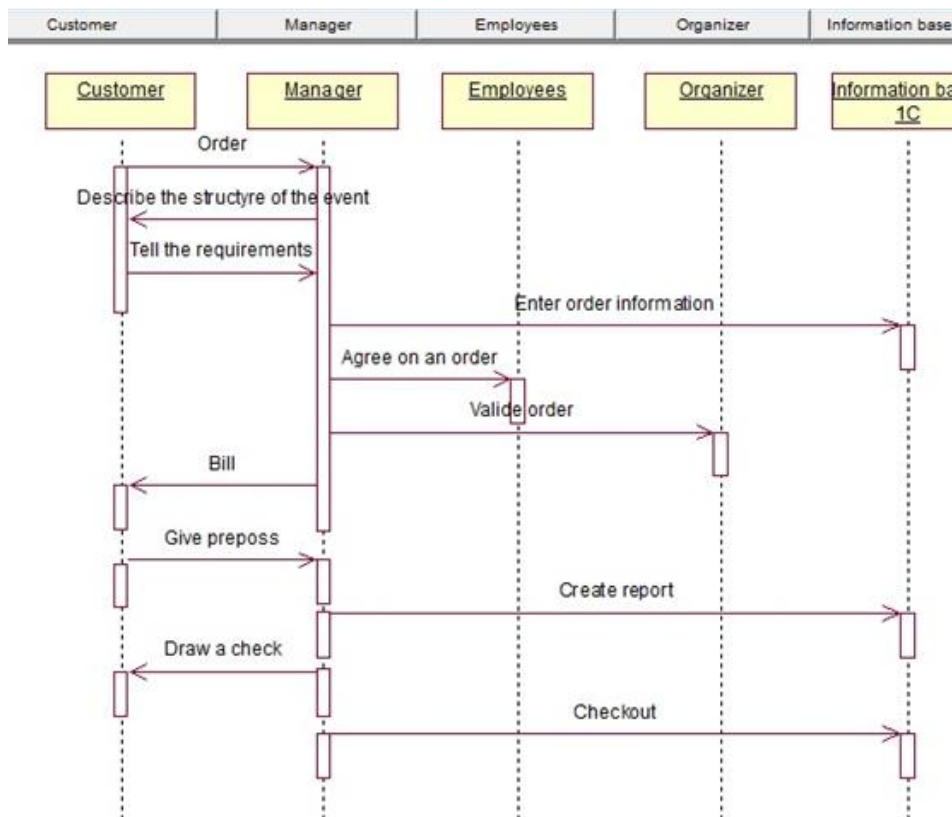 Customer
Manager
Employees
Organizer
Information base
Customer
Manager
Employees
Organizer
Information ba
1C
Order
Describe the structyre of the event
Tell the requirements
Enter order information
Agree on an order
Valide order
Bill
Give preposs
Create report
Draw a check
Checkout